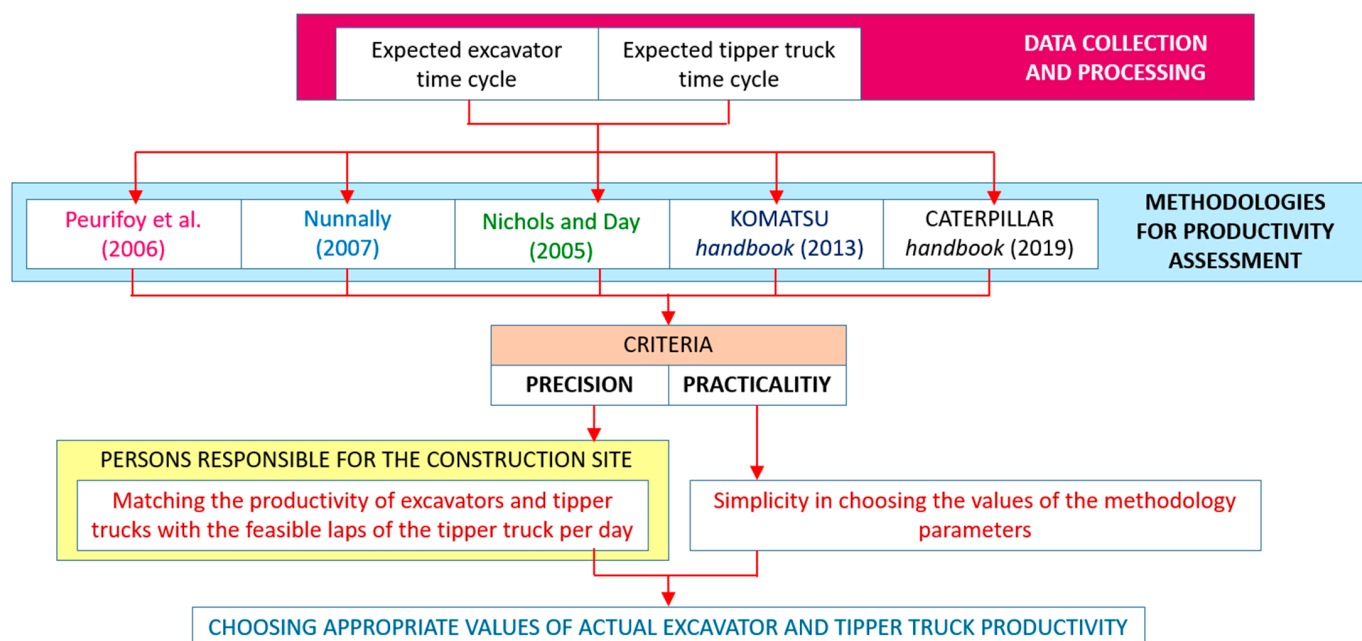 Expected excavator
time cycle
Expected tipper truck
time cycle
DATA COLLECTION
AND PROCESSING
Peurifoy et al.
(2006)
Nunnally
(2007)
Nichols and Day
(2005)
KOMATSU
handbook (2013)
CATERPILLAR
handbook (2019)
METHODOLOGIES
FOR PRODUCTIVITY
ASSESSMENT
CRITERIA
PRECISION
PRACTICALITIY
PERSONS RESPONSIBLE FOR THE CONSTRUCTION SITE
Matching the productivity of excavators and tipper
trucks with the feasible laps of the tipper truck per day
Simplicity in choosing the values of the methodology
parameters
CHOOSING APPROPRIATE VALUES OF ACTUAL EXCAVATOR AND TIPPER TRUCK PRODUCTIVITY